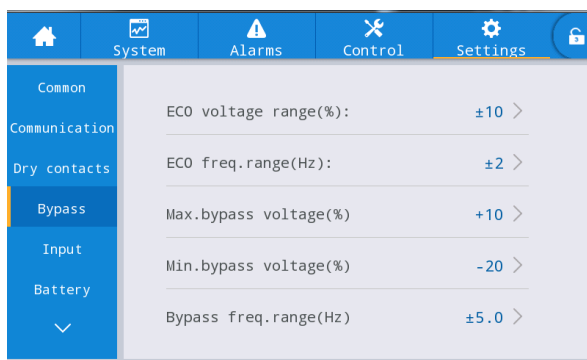 System
Alarms
Control
Settings
3
Common
Communication
Dry contacts
Bypass
Input
Battery
ECO voltage range(%): ±10
ECO freq.range(Hz): ±2
Max.bypass voltage(%) +10
Min.bypass voltage(%) -20
Bypass freq.range(Hz) ±5.0